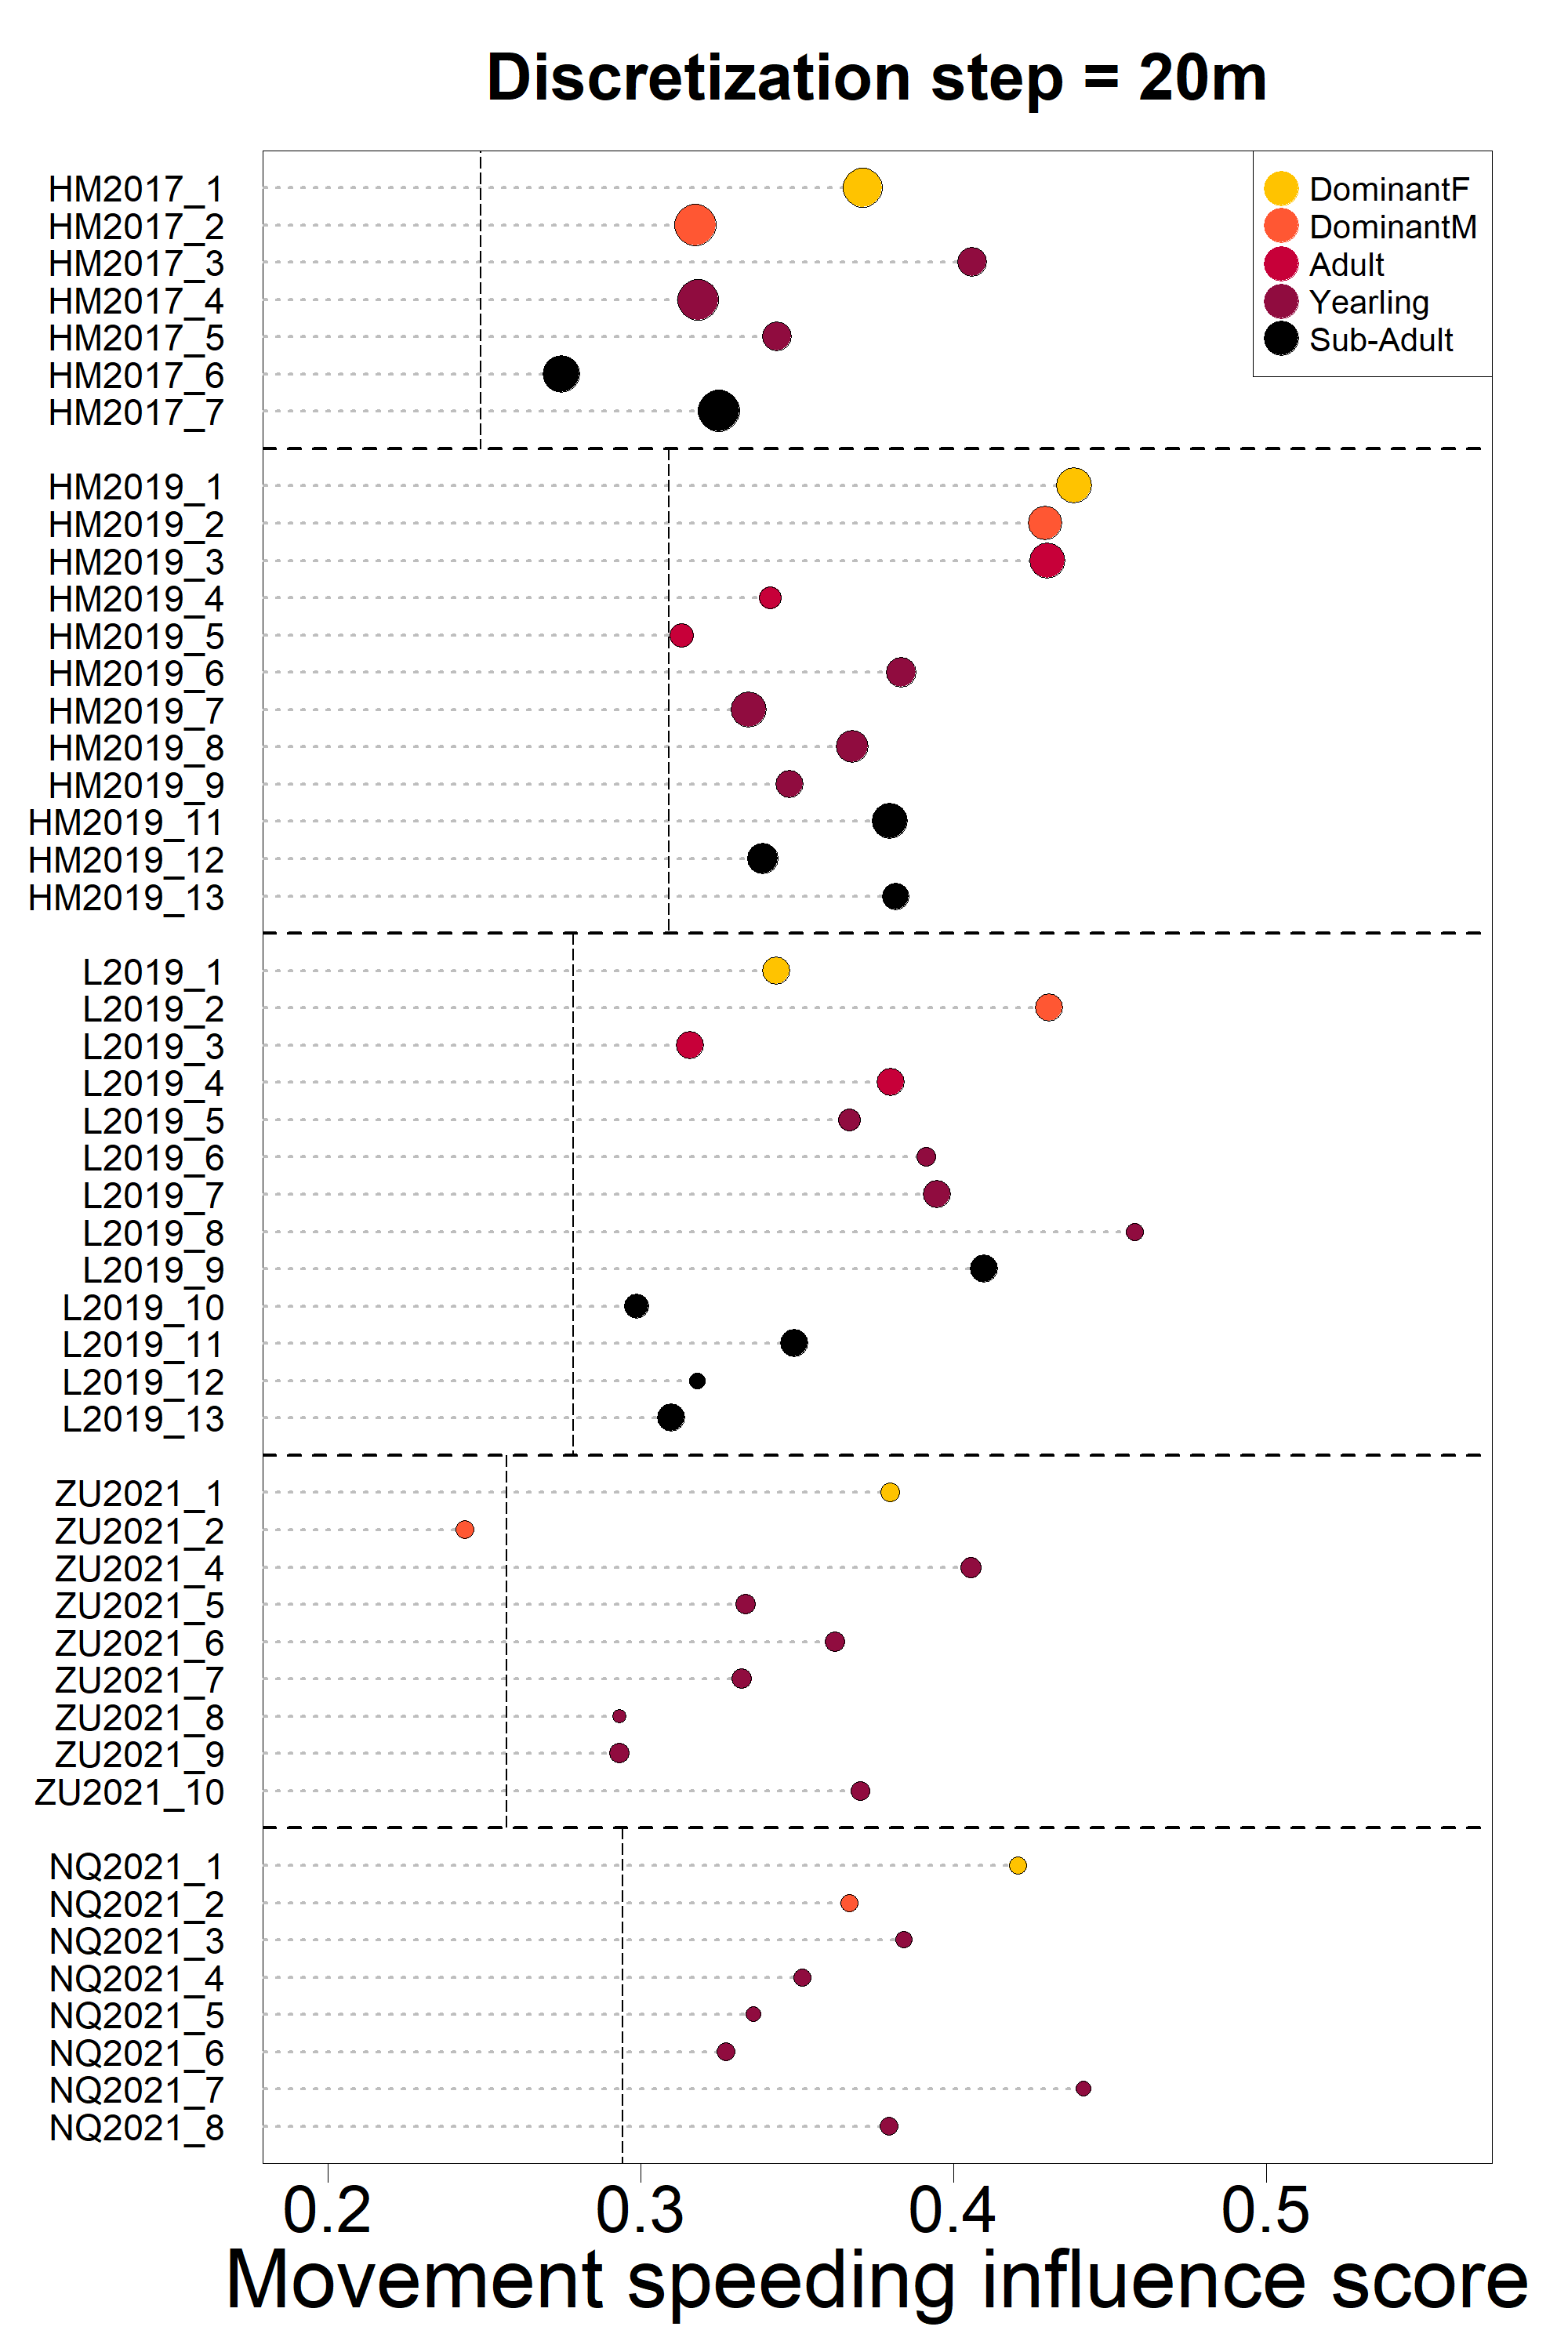 Discretization step = 20m
DominantF
DominantM
Adult
Yearling
Sub-Adult
HM2017_1
HM2017_2
HM2017_3
HM2017_4
HM2017_5
HM2017_6
HM2017_7
HM2019_1
HM2019_2
HM2019_3
HM2019_4
HM2019_5
HM2019_6
HM2019_7
HM2019_8
HM2019_9
HM2019_11
HM2019_12
HM2019_13
L2019_1
L2019_2
L2019_3
L2019_4
L2019_5
L2019_6
L2019_7
L2019_8
L2019_9
L2019_10
L2019_11
L2019_12
L2019_13
ZU2021_1
ZU2021_2
ZU2021_4
ZU2021_5
ZU2021_6
ZU2021_7
ZU2021_8
ZU2021_9
ZU2021_10
NQ2021_1
NQ2021_2
NQ2021_3
NQ2021_4
NQ2021_5
NQ2021_6
NQ2021_7
NQ2021_8
0.2 0.3 0.4 0.5
Movement speeding influence score